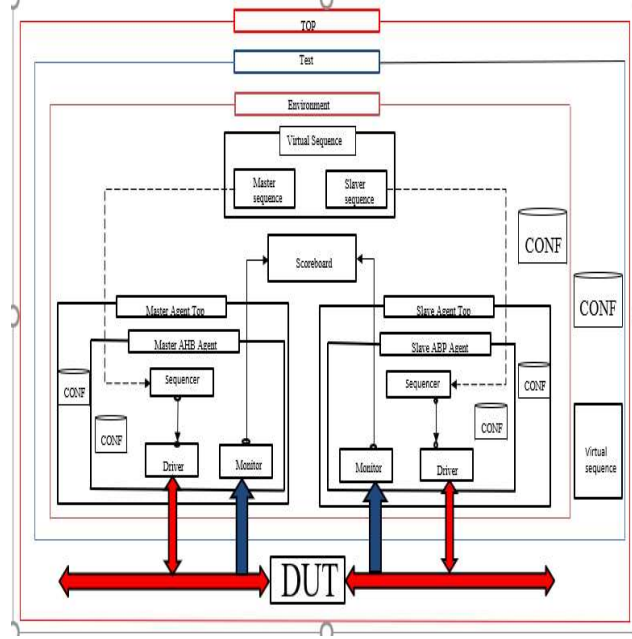 TOP
Test
Environment
Virtual Sequence
Master
sequence
Slaver
sequence
CONF
Scoreboard
CONF
Master Agent Top
Slave Agent Top
Master AHB Agent
Slave ABP Agent
CONF
Sequencer
Sequencer
CONF
CONF
CONF
Driver
Monitor
Monitor
Driver
Virtual
sequence
DUT